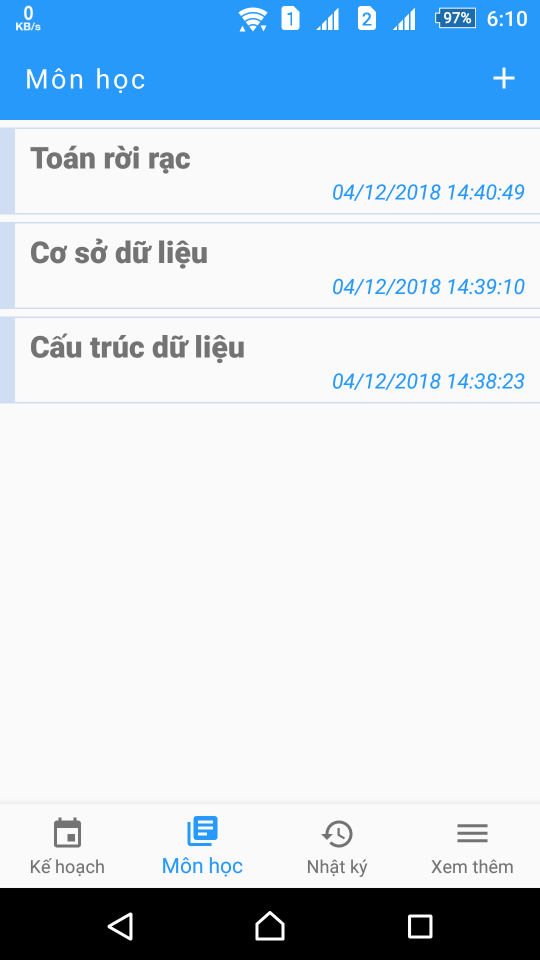 0
KB/s
1
2
97%
6:10
Môn học
Toán rời rạc
04/12/2018 14:40:49
Cơ sở dữ liệu
04/12/2018 14:39:10
Cấu trúc dữ liệu
04/12/2018 14:38:23
Kế hoạch
Môn học
Nhật ký
Xem thêm